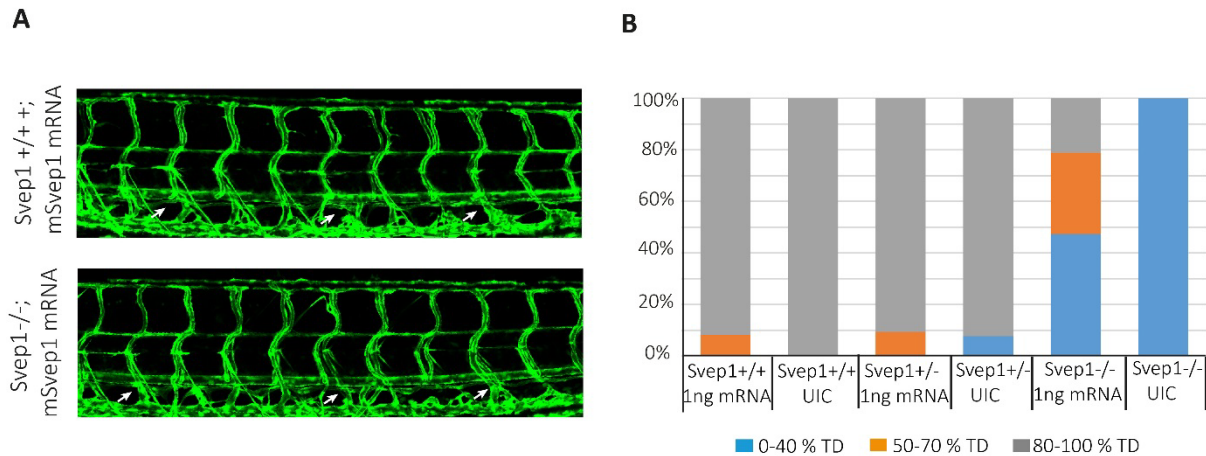 A
Svep1 +/+ +;
mSvep1 mRNA
Svep1 -/-;
mSvep1 mRNA
B
100%
80%
60%
40%
20%
0%
Svep1+/+
1ng mRNA
Svep1+/+
UIC
Svep1+/-
1ng mRNA
Svep1+/-
UIC
Svep1-/-
1ng mRNA
Svep1-/-
UIC
0-40 % TD
50-70 % TD
80-100 % TD